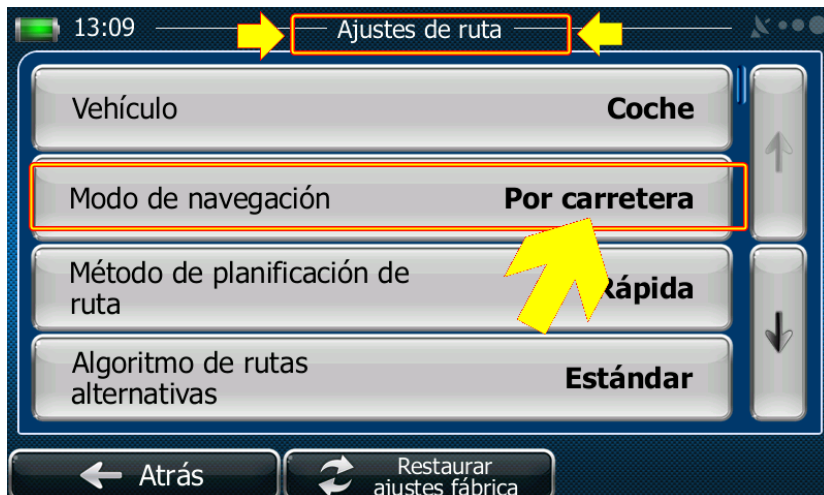 13:09
Ajustes de ruta
Vehículo Coche
Modo de navegación Por carretera
Método de planificación de
ruta Rápida
Algoritmo de rutas
alternativas Estándar
Atrás
Restaurar
ajustes fábrica